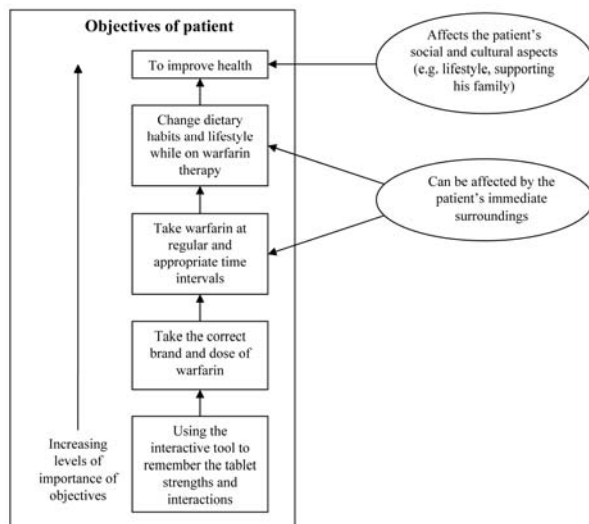 Objectives of patient
To improve health
Change dietary
habits and lifestyle
while on warfarin
therapy
Take warfarin at
regular and
appropriate time
intervals
Take the correct
brand and dose of
warfarin
Using the
interactive tool to
remember the tablet
strengths and
interactions
Increasing
levels of
importance of
objectives
Affects the patient’s
social and cultural aspects
(e.g. lifestyle, supporting
his family)
Can be affected by the
patient’s immediate
surroundings